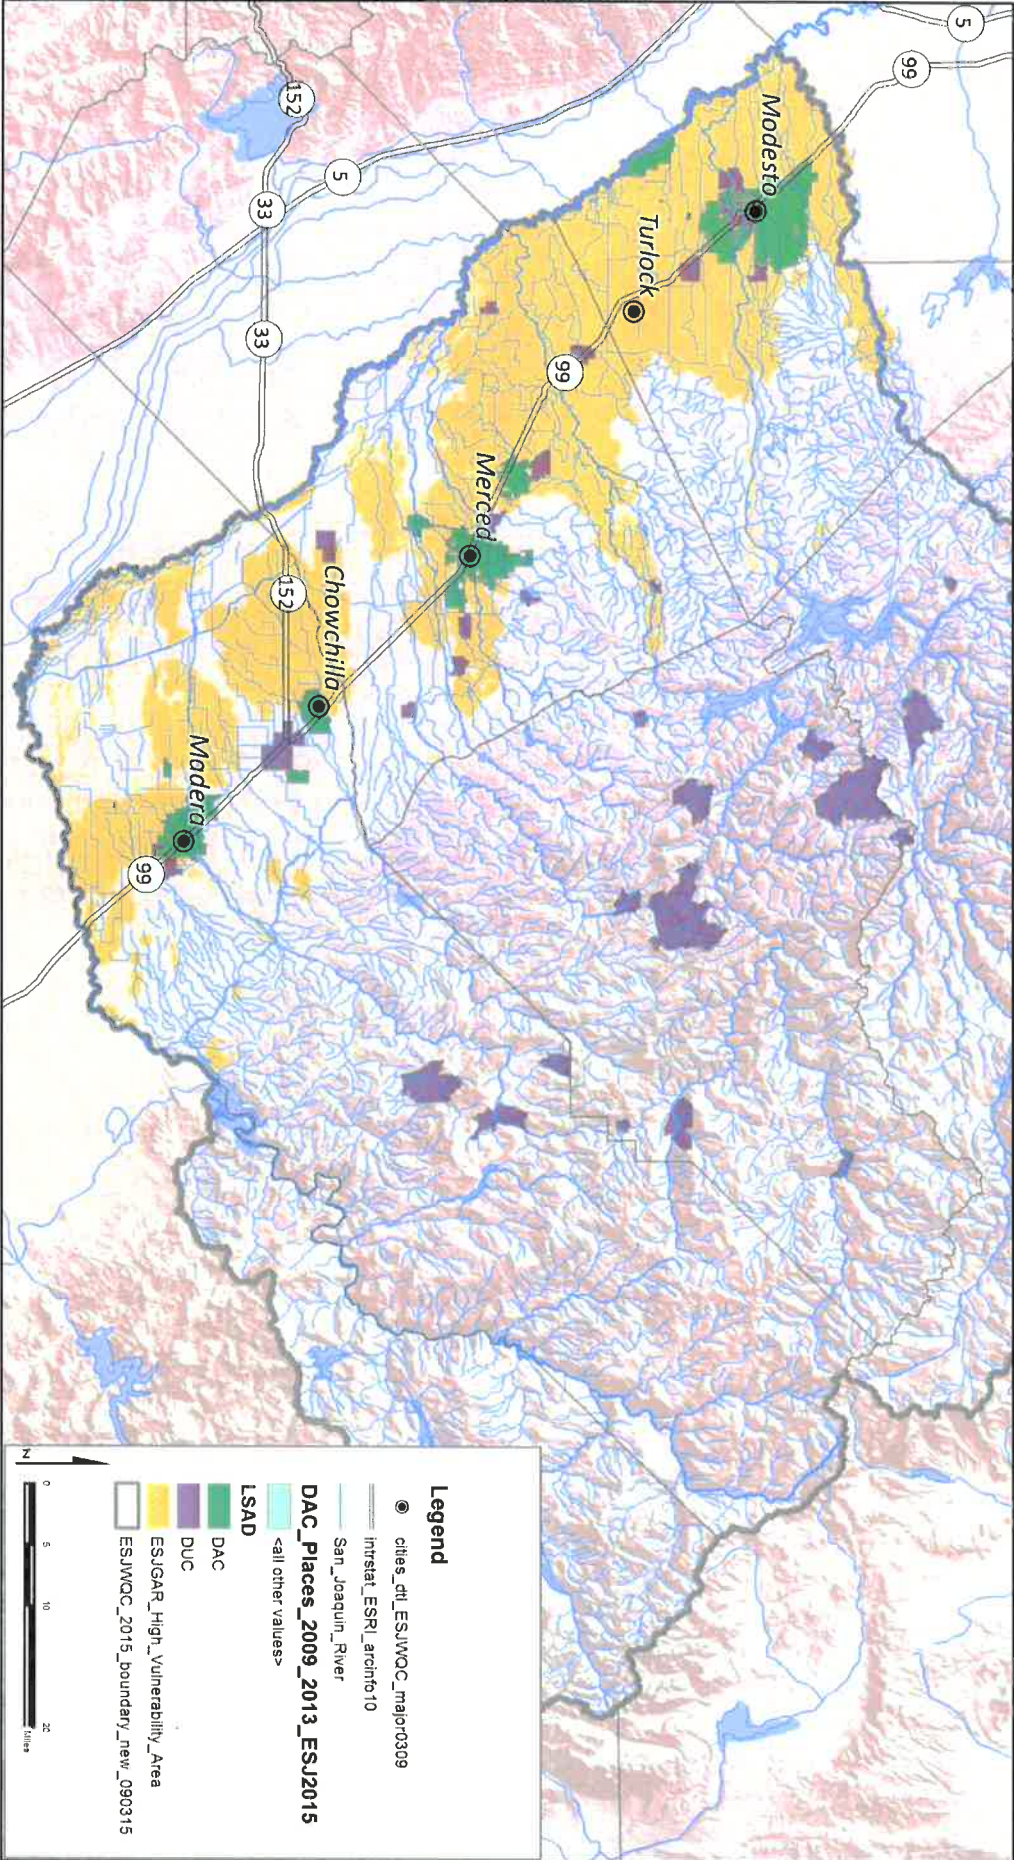 5
99
152
5
33
33
Modesto
Turlock
99
Merced
152
Chowchilla
Madera
99
Legend
cities_dtl_ESJWQC_major0309
intrstat_ESRI_arcinfo10
San_Joaquin_River
DAC_Places_2009_2013_ESJ2015
<all other values>
LSAD
DAC
DUC
ESJGAR_High_Vulnerability_Area
ESJWQC_2015_boundary_new_090315
N
0 5 10 20
Miles